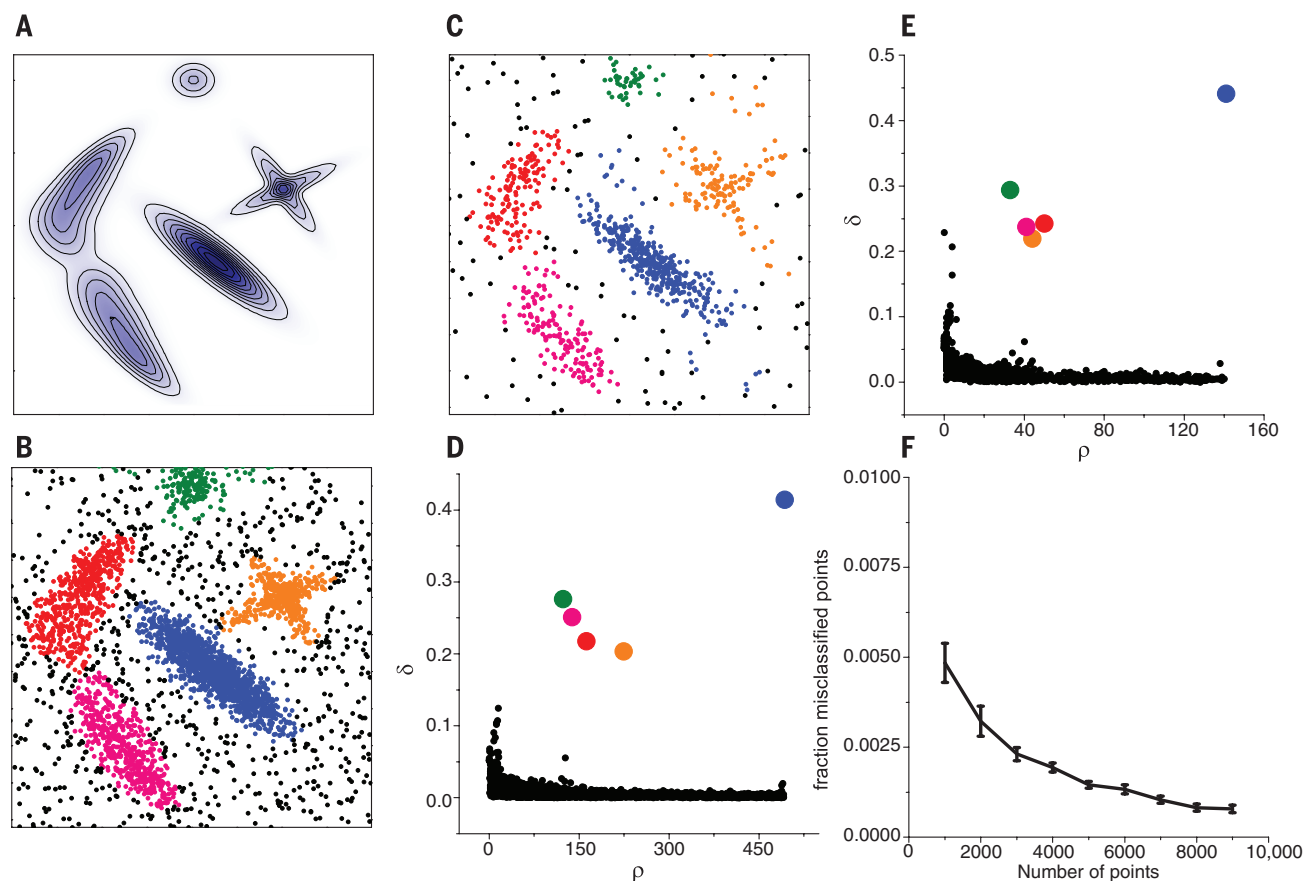 A
B
C
D
0.4
0.3
δ
0.2
0.1
0.0
0 150 300 450
ρ
E
0.5
0.4
0.3
δ
0.2
0.1
0.0
0 40 80 120 160
ρ
F
0.0100
0.0075
fraction misclassified points
0.0050
0.0025
0.0000
0 2000 4000 6000 8000 10,000
Number of points